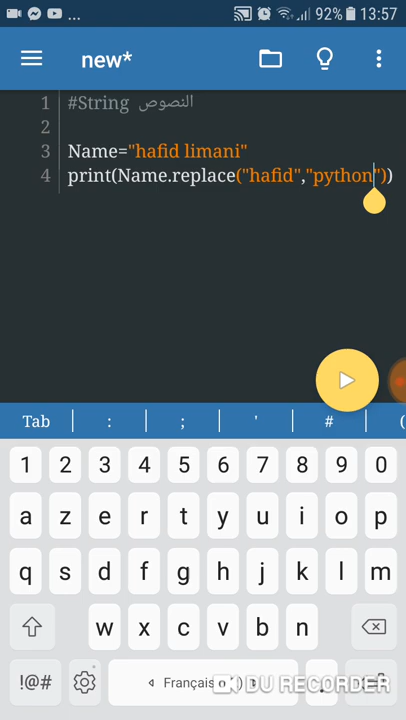 ... 92% 13:57
new*
1 #String النصوص
2
3 Name="hafid limani"
4 print(Name.replace("hafid","python"))
Tab : ; ' # (
1 2 3 4 5 6 7 8 9 0
a z e r t y u i o p
q s d f g h j k l m
w x c v b n
!@# Français DU RECORDER